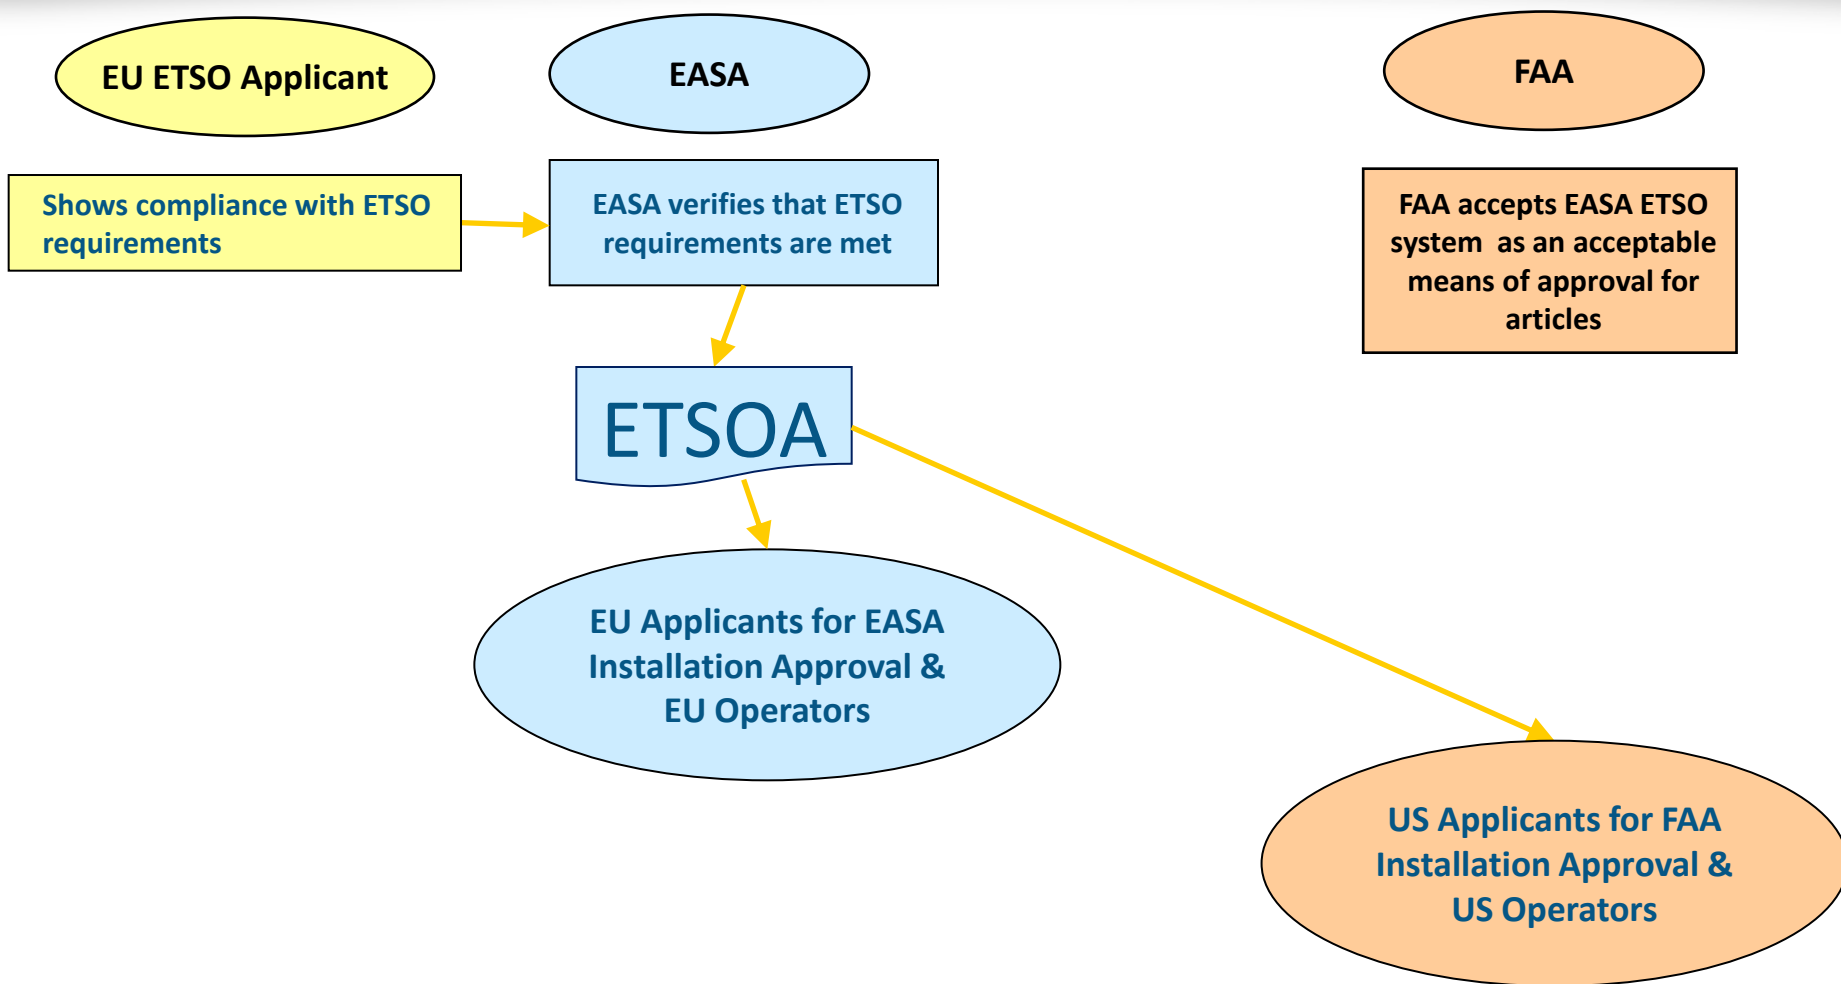 EU ETSO Applicant
EASA
FAA
Shows compliance with ETSO
requirements
EASA verifies that ETSO
requirements are met
FAA accepts EASA ETSO
system as an acceptable
means of approval for
articles
ETSOA
EU Applicants for EASA
Installation Approval &
EU Operators
US Applicants for FAA
Installation Approval &
US Operators